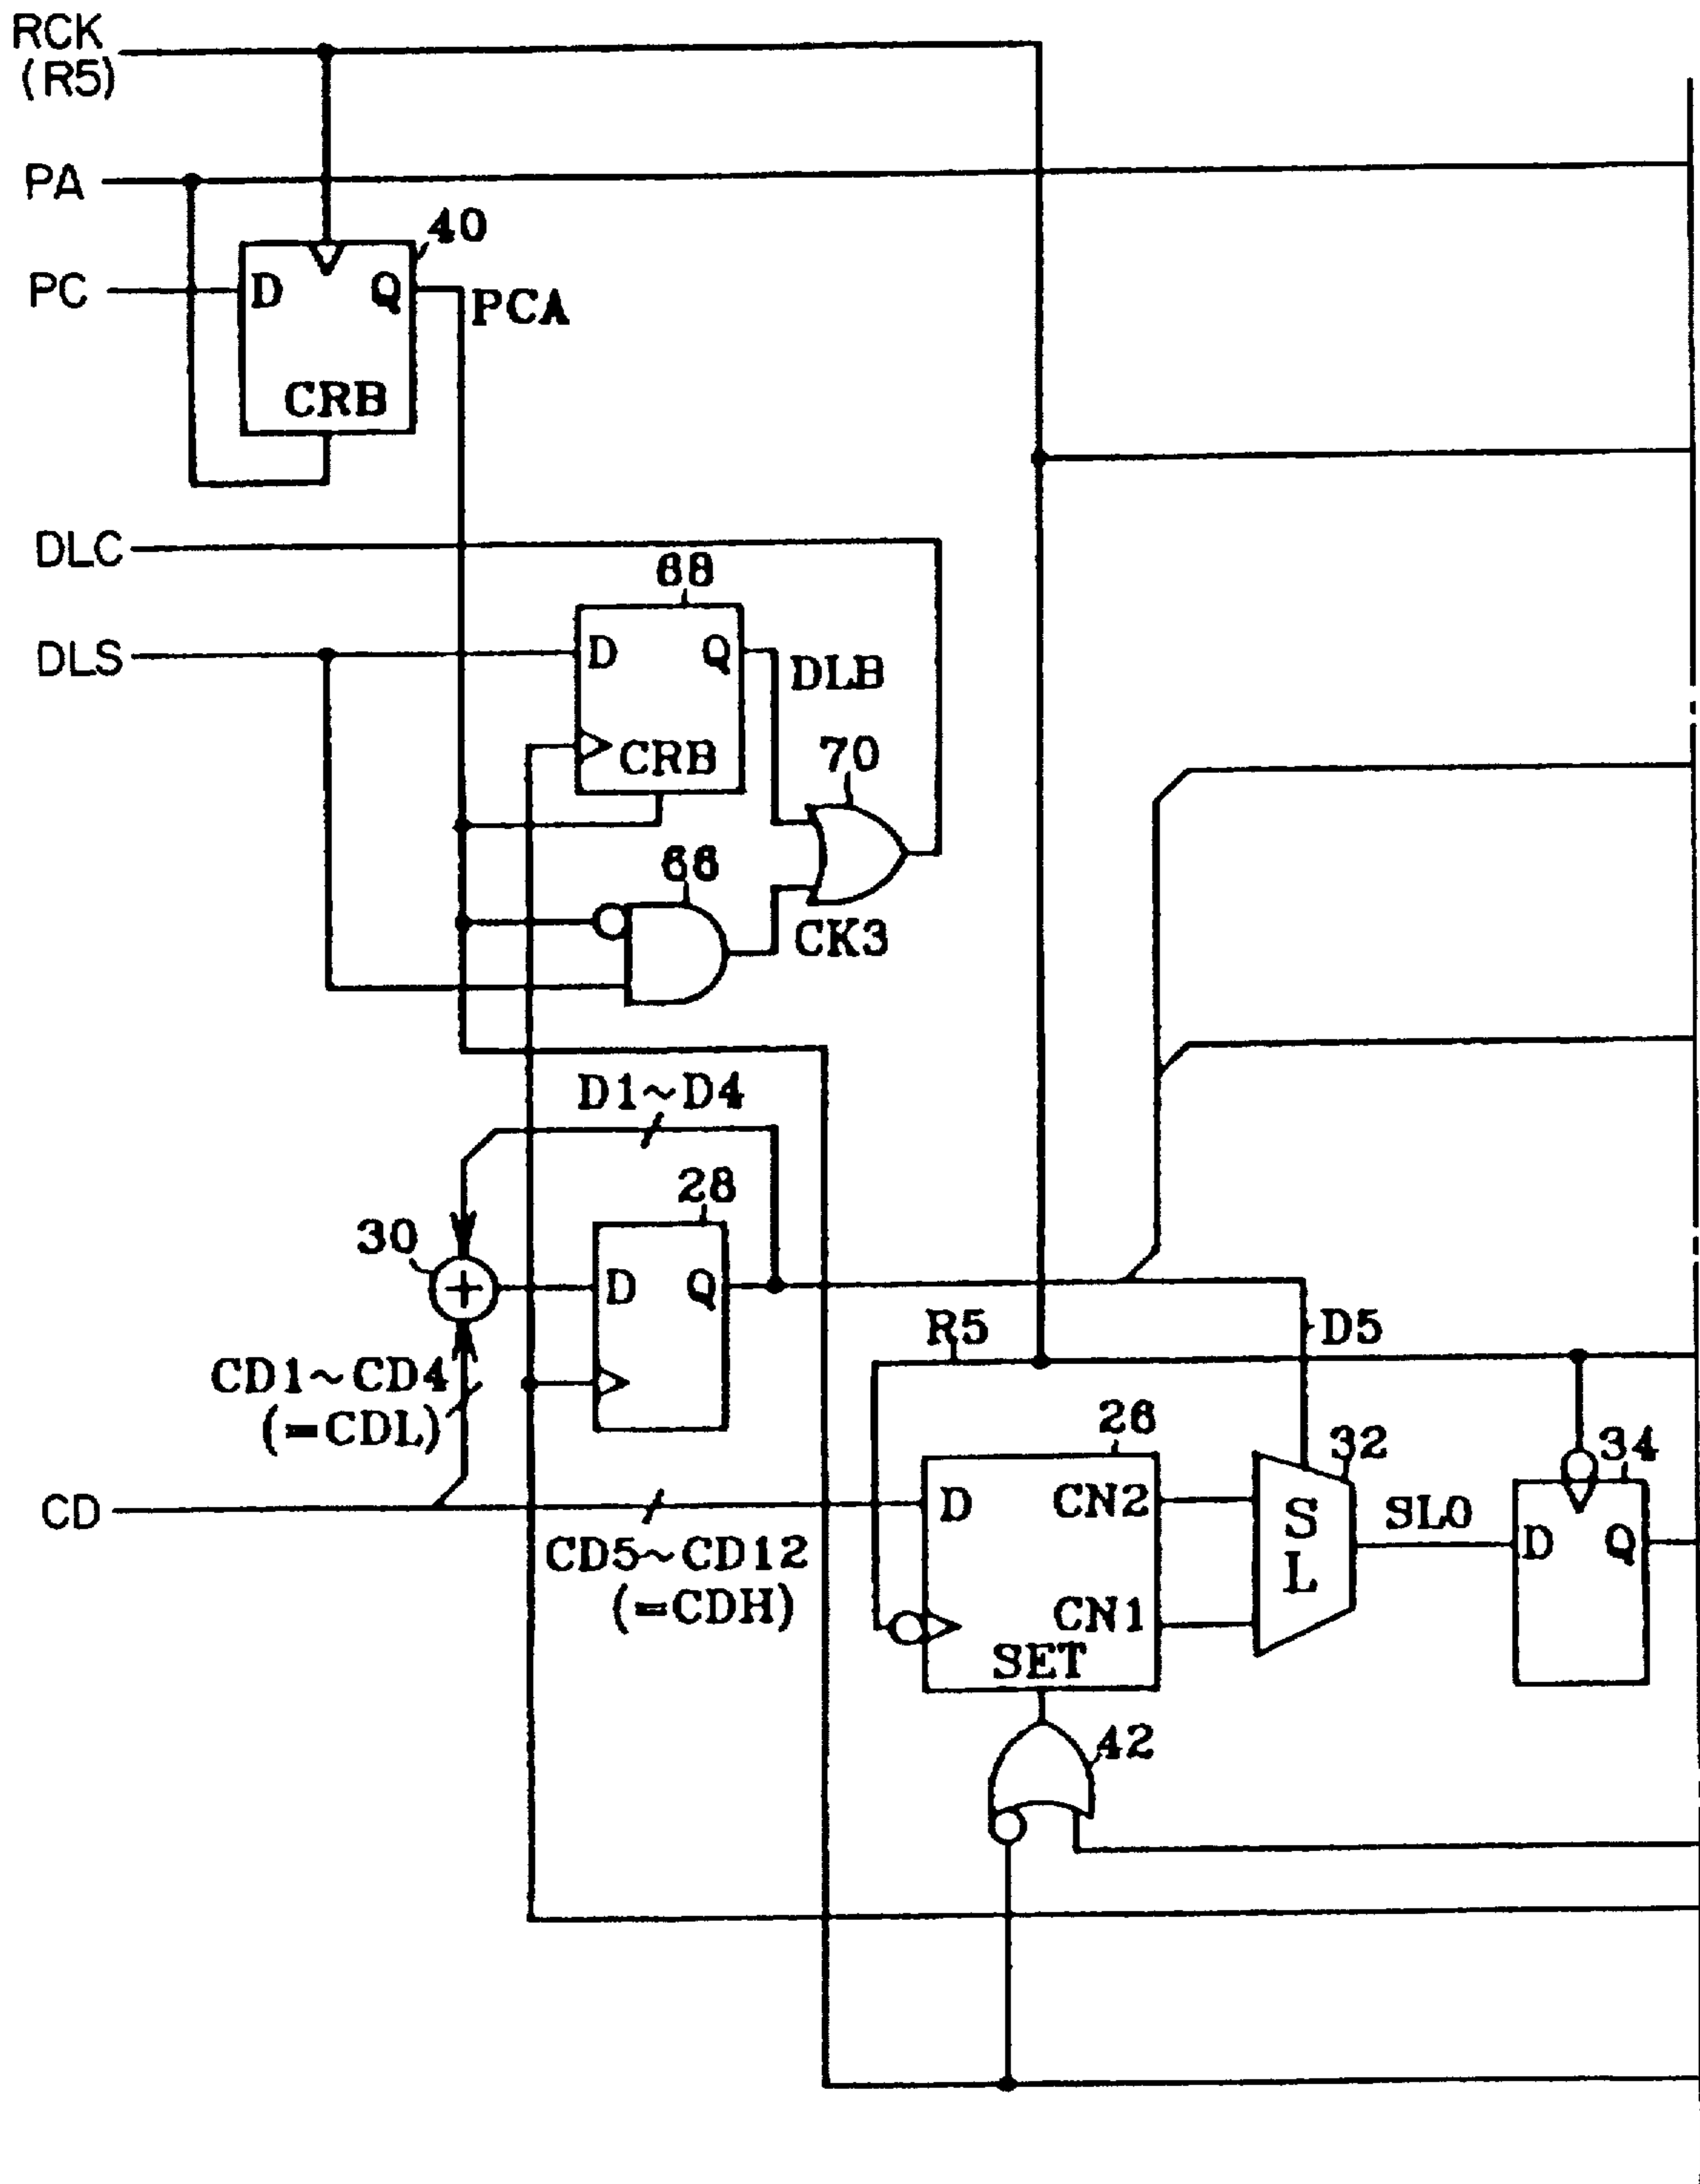 RCK
(R5)
PA
40
PC
D
Q
PCA
CRB
DLC
68
DLS
D
Q
DLB
CRB
70
66
CK3
D1~D4
28
30
D
Q
R5
D5
CD1~CD4
(=CDL)
26
32
34
CD
D
CN2
S
L
SLO
D
Q
CD5~CD12
(=CDH)
CN1
SET
42